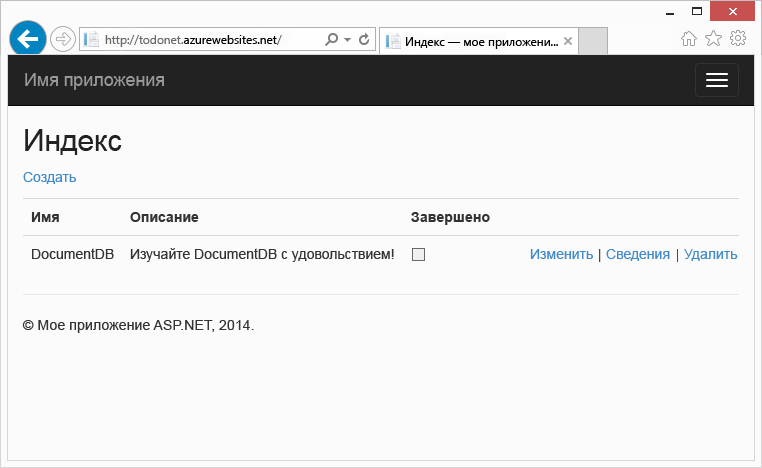 http://todonet.azurewebsites.net/ Индекс — мое приложени...
Имя приложения
Индекс
Создать
Имя Описание Завершено
DocumentDB Изучайте DocumentDB с удовольствием! Изменить | Сведения | Удалить
© Мое приложение ASP.NET, 2014.